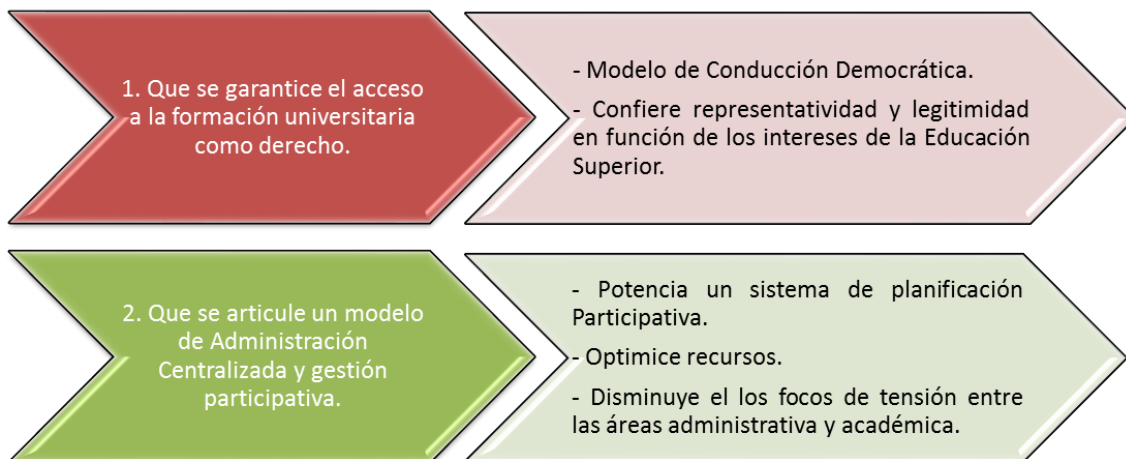 1. Que se garantice el acceso
a la formación universitaria
como derecho.
- Modelo de Conducción Democrática.
- Confiere representatividad y legitimidad
en función de los intereses de la Educación
Superior.
2. Que se articule un modelo
de Administración
Centralizada y gestión
participativa.
- Potencia un sistema de planificación
Participativa.
- Optimice recursos.
- Disminuye el los focos de tensión entre
las áreas administrativa y académica.